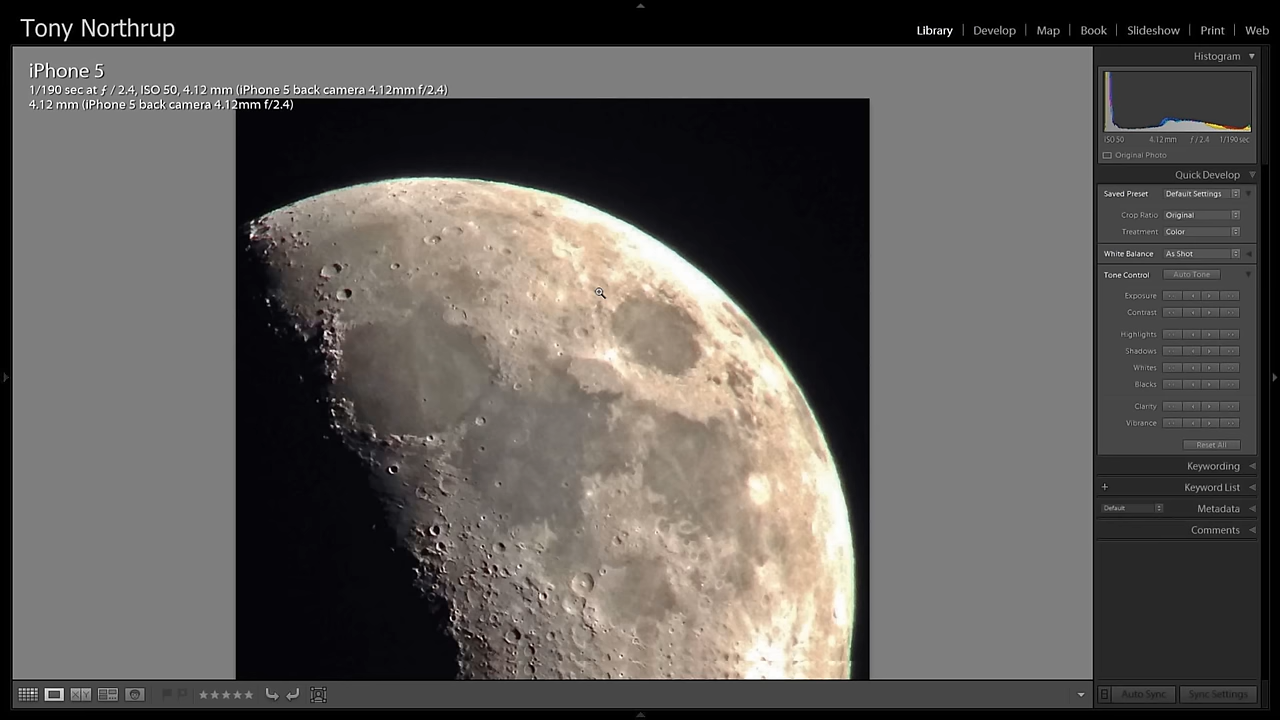 Tony Northrup
Library | Develop | Map | Book | Slideshow | Print | Web
iPhone 5
1/190 sec at ƒ / 2.4, ISO 50, 4.12 mm (iPhone 5 back camera 4.12mm f/2.4)
4.12 mm (iPhone 5 back camera 4.12mm f/2.4)
Histogram
ISO 50 4.12 mm ƒ / 2.4 1/190 sec
Original Photo
Quick Develop
Saved Preset Default Settings
Crop Ratio Original
Treatment Color
White Balance As Shot
Tone Control Auto Tone
Exposure
Contrast
Highlights
Shadows
Whites
Blacks
Clarity
Vibrance
Reset All
Keywording
+ Keyword List
Default Metadata
Comments
XY
Auto Sync Sync Settings